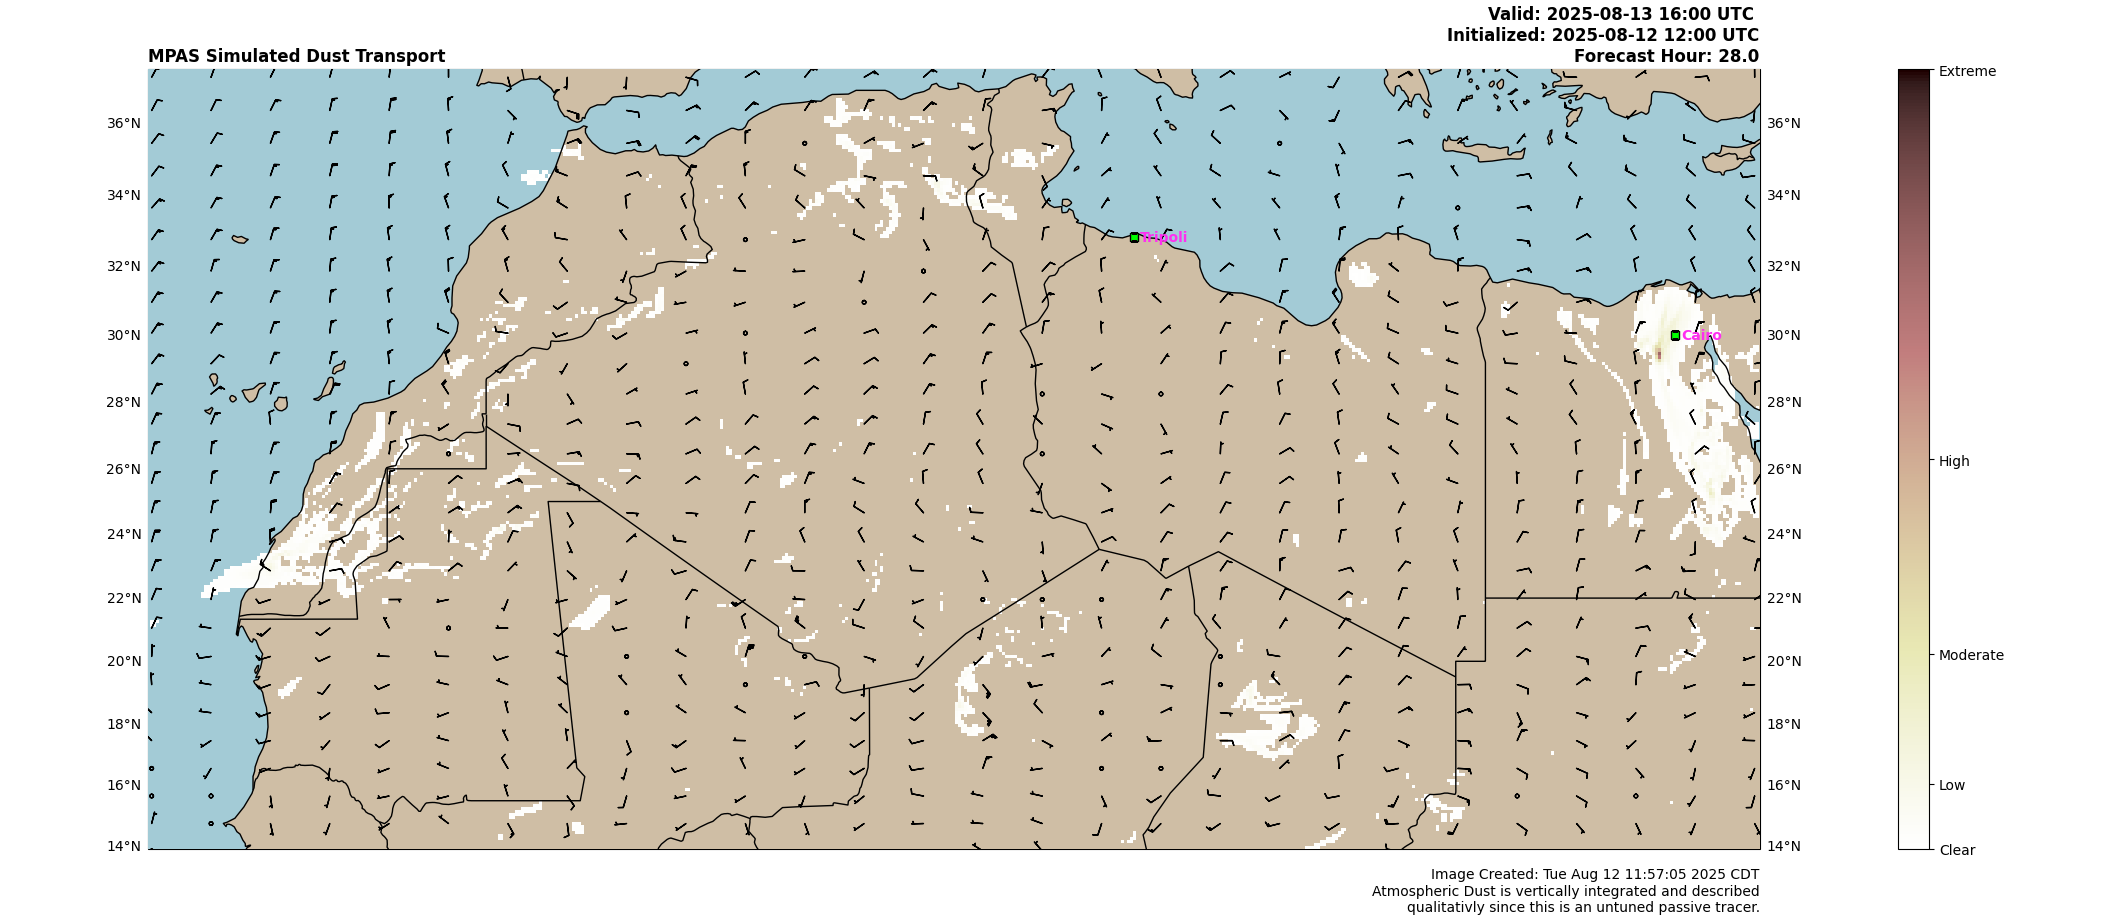 Valid: 2025-08-13 16:00 UTC
Initialized: 2025-08-12 12:00 UTC
MPAS Simulated Dust Transport
Forecast Hour: 28.0
36°N
36°N
34°N
34°N
Tripoli
32°N
32°N
30°N
Cairo
30°N
28°N
28°N
26°N
26°N
24°N
24°N
22°N
22°N
20°N
20°N
18°N
18°N
16°N
16°N
14°N
14°N
Extreme
High
Moderate
Low
Clear
Image Created: Tue Aug 12 11:57:05 2025 CDT
Atmospheric Dust is vertically integrated and described
qualitativly since this is an untuned passive tracer.